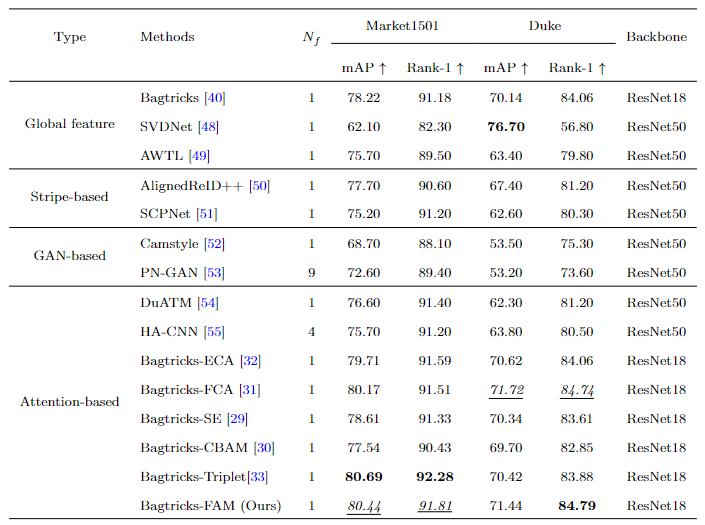 Type Methods N_f Market1501 Duke Backbone
mAP ↑ Rank-1 ↑ mAP ↑ Rank-1 ↑
Global feature
Bagtricks [40] 1 78.22 91.18 70.14 84.06 ResNet18
SVDNet [48] 1 62.10 82.30 76.70 56.80 ResNet50
AWTL [49] 1 75.70 89.50 63.40 79.80 ResNet50
Stripe-based
AlignedReID++ [50] 1 77.70 90.60 67.40 81.20 ResNet50
SCPNet [51] 1 75.20 91.20 62.60 80.30 ResNet50
GAN-based
Camstyle [52] 1 68.70 88.10 53.50 75.30 ResNet50
PN-GAN [53] 9 72.60 89.40 53.20 73.60 ResNet50
Attention-based
DuATM [54] 1 76.60 91.40 62.30 81.20 ResNet50
HA-CNN [55] 4 75.70 91.20 63.80 80.50 ResNet50
Bagtricks-ECA [32] 1 79.71 91.59 70.62 84.06 ResNet18
Bagtricks-FCA [31] 1 80.17 91.51 71.72 84.74 ResNet18
Bagtricks-SE [29] 1 78.61 91.33 70.34 83.61 ResNet18
Bagtricks-CBAM [30] 1 77.54 90.43 69.70 82.85 ResNet18
Bagtricks-Triplet[33] 1 80.69 92.28 70.42 83.88 ResNet18
Bagtricks-FAM (Ours) 1 80.44 91.81 71.44 84.79 ResNet18